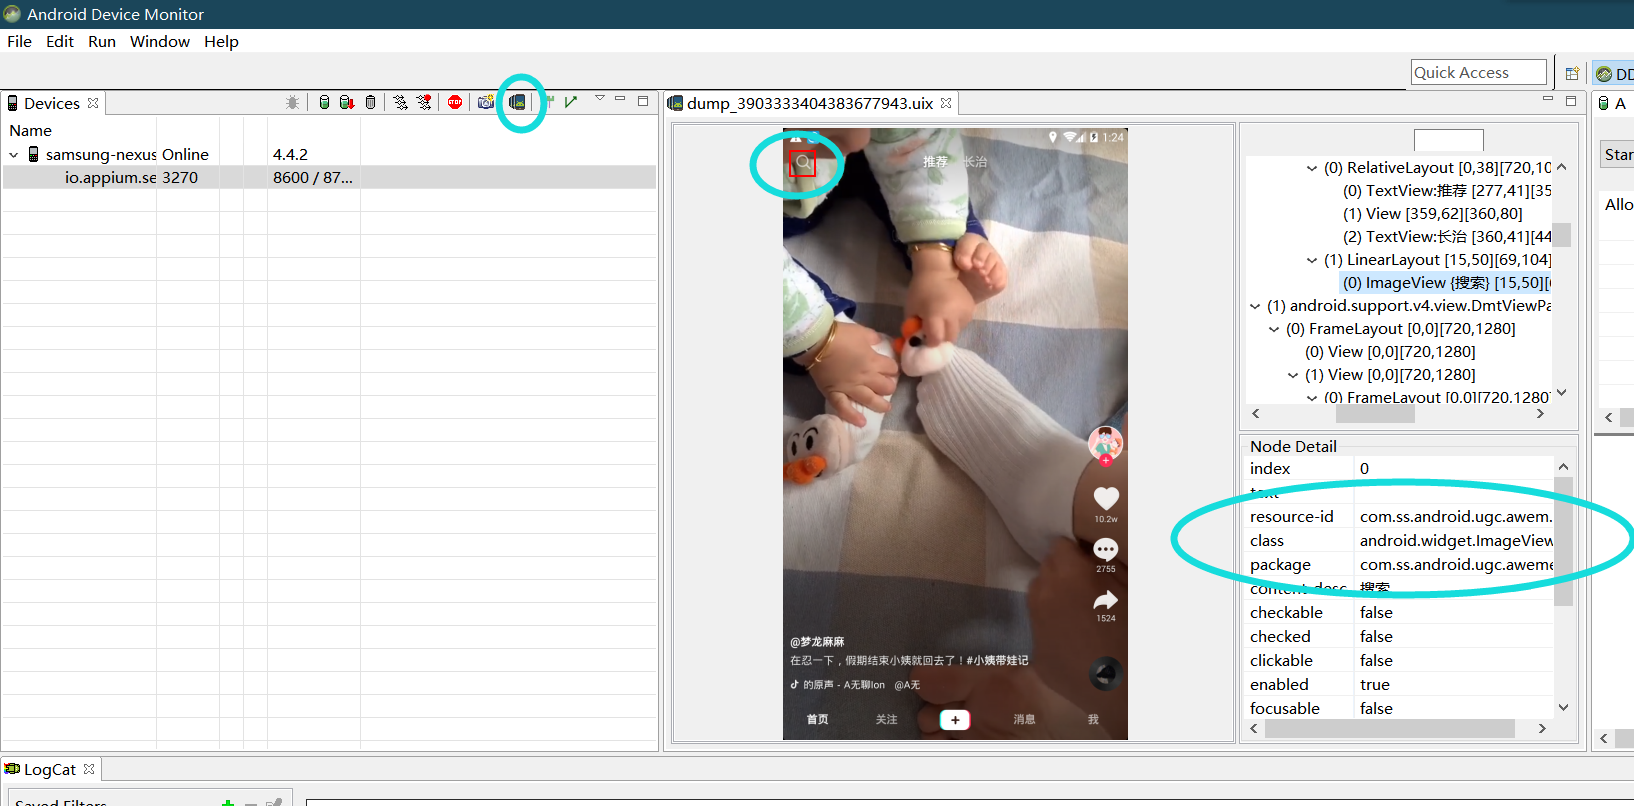 Android Device Monitor
File Edit Run Window Help
Quick Access
DD
Devices
Name
samsung-nexus Online 4.4.2
io.appium.se 3270 8600 / 87...
dump_3903333404383677943.uix
1:24
推荐 长治
10.2w
2755
1524
@梦龙麻麻
在忍一下，假期结束小姨就回去了！#小姨带娃记
的原声 - A无聊lon @A无
首页 关注 + 消息 我
(0) RelativeLayout [0,38][720,10
(0) TextView:推荐 [277,41][35
(1) View [359,62][360,80]
(2) TextView:长治 [360,41][44
(1) LinearLayout [15,50][69,104]
(0) ImageView {搜索} [15,50][6
(1) android.support.v4.view.DmtViewPa
(0) FrameLayout [0,0][720,1280]
(0) View [0,0][720,1280]
(1) View [0,0][720,1280]
(0) FrameLayout [0,0][720,1280]
Node Detail
index 0
text
resource-id com.ss.android.ugc.awem.
class android.widget.ImageView
package com.ss.android.ugc.aweme
content-desc 搜索
checkable false
checked false
clickable false
enabled true
focusable false
A
Star
Allo
LogCat
Saved Filters